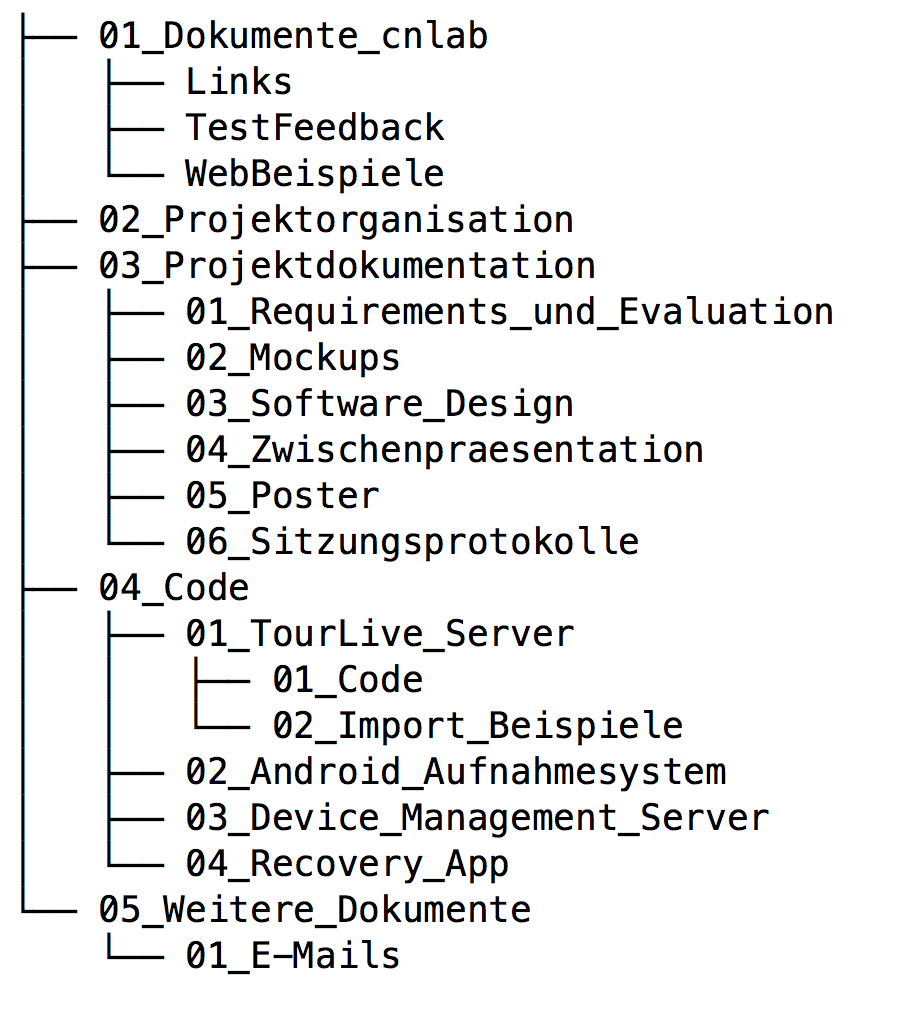 ├── 01_Dokumente_cnlab
│   ├── Links
│   ├── TestFeedback
│   └── WebBeispiele
├── 02_Projektorganisation
├── 03_Projektdokumentation
│   ├── 01_Requirements_und_Evaluation
│   ├── 02_Mockups
│   ├── 03_Software_Design
│   ├── 04_Zwischenpraesentation
│   ├── 05_Poster
│   └── 06_Sitzungsprotokolle
├── 04_Code
│   ├── 01_TourLive_Server
│   │   ├── 01_Code
│   │   └── 02_Import_Beispiele
│   ├── 02_Android_Aufnahmesystem
│   ├── 03_Device_Management_Server
│   └── 04_Recovery_App
└── 05_Weitere_Dokumente
    └── 01_E-Mails